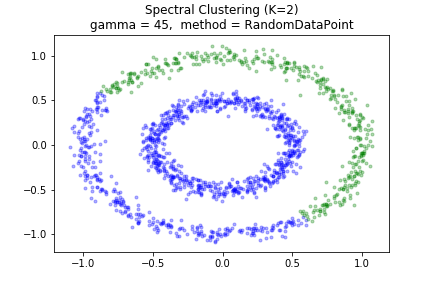 Spectral Clustering (K=2)
gamma = 45,  method = RandomDataPoint
1.0
0.5
0.0
−0.5
−1.0
−1.0 −0.5 0.0 0.5 1.0